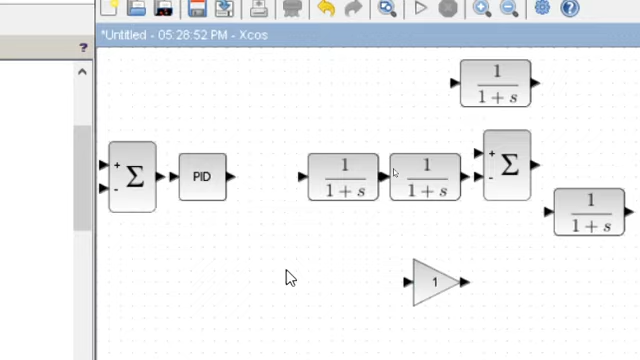 *Untitled - 05:28:52 PM - Xcos
?
1
1 + s
+
-
Σ
PID
1
1 + s
1
1 + s
+
-
Σ
1
1 + s
1